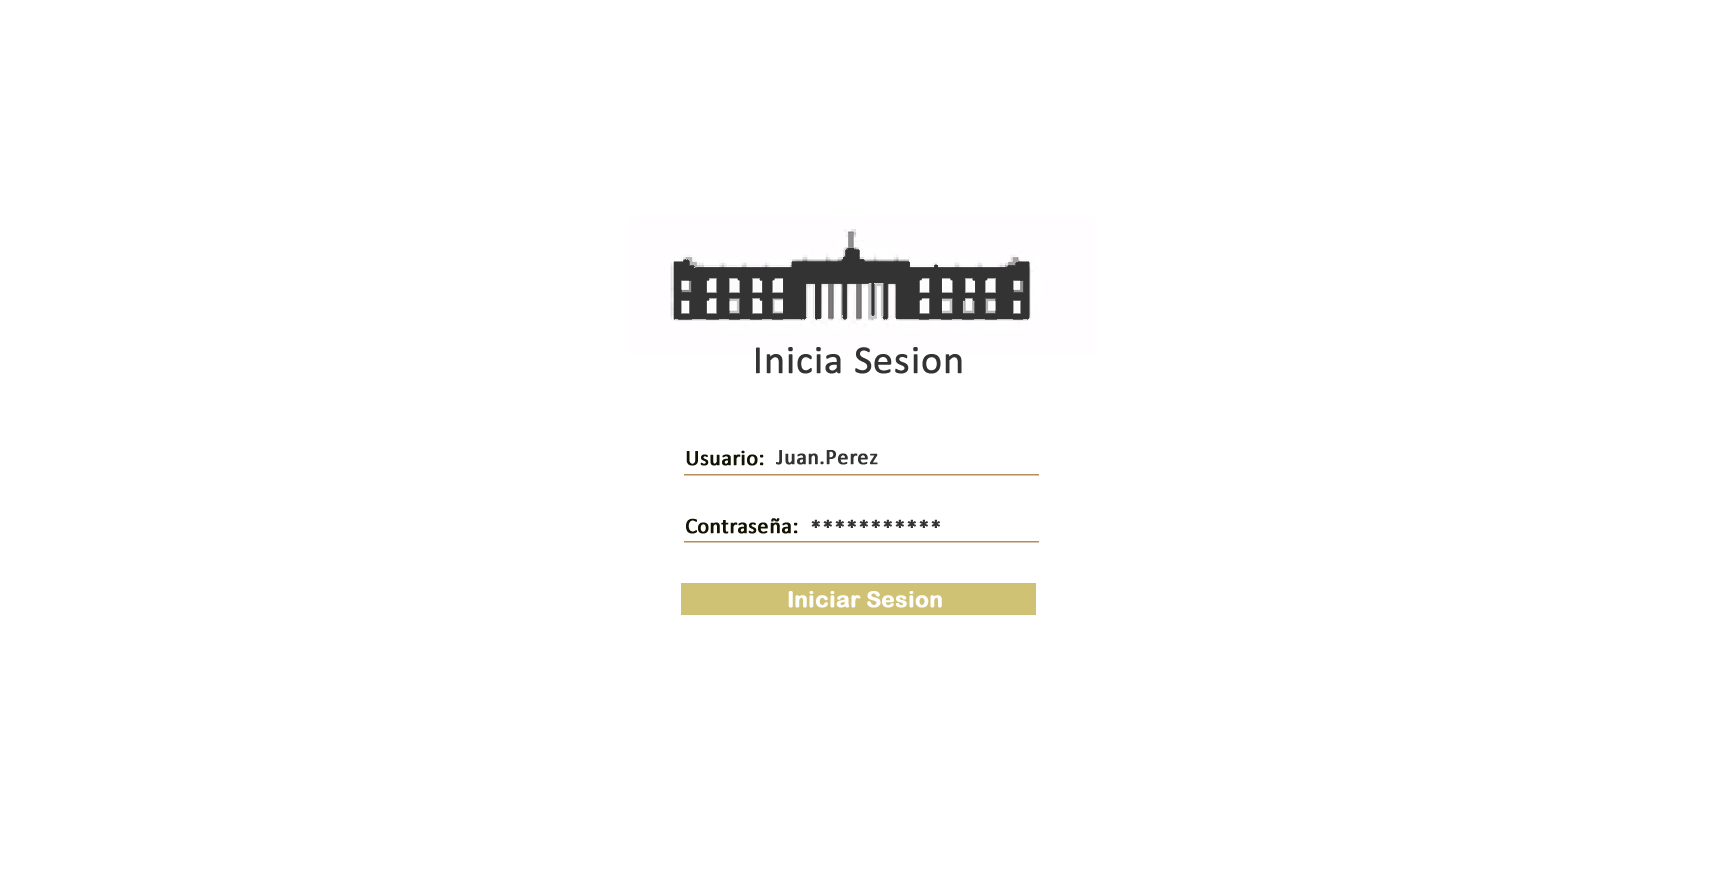 Inicia Sesion
Usuario: Juan.Perez
Contraseña: ***********
Iniciar Sesion